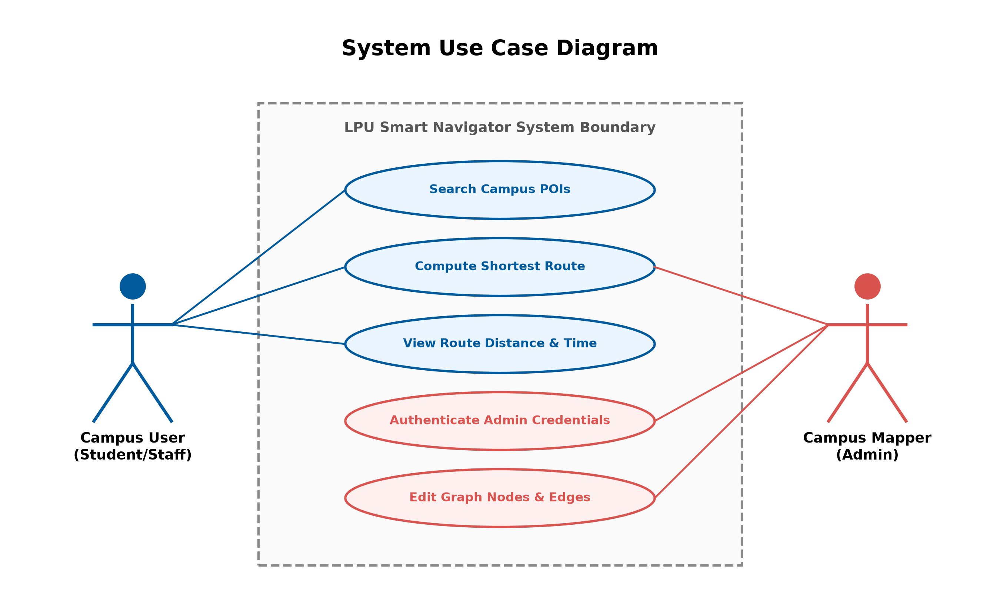 System Use Case Diagram
LPU Smart Navigator System Boundary
Search Campus POIs
Compute Shortest Route
View Route Distance & Time
Authenticate Admin Credentials
Edit Graph Nodes & Edges
Campus User
(Student/Staff)
Campus Mapper
(Admin)